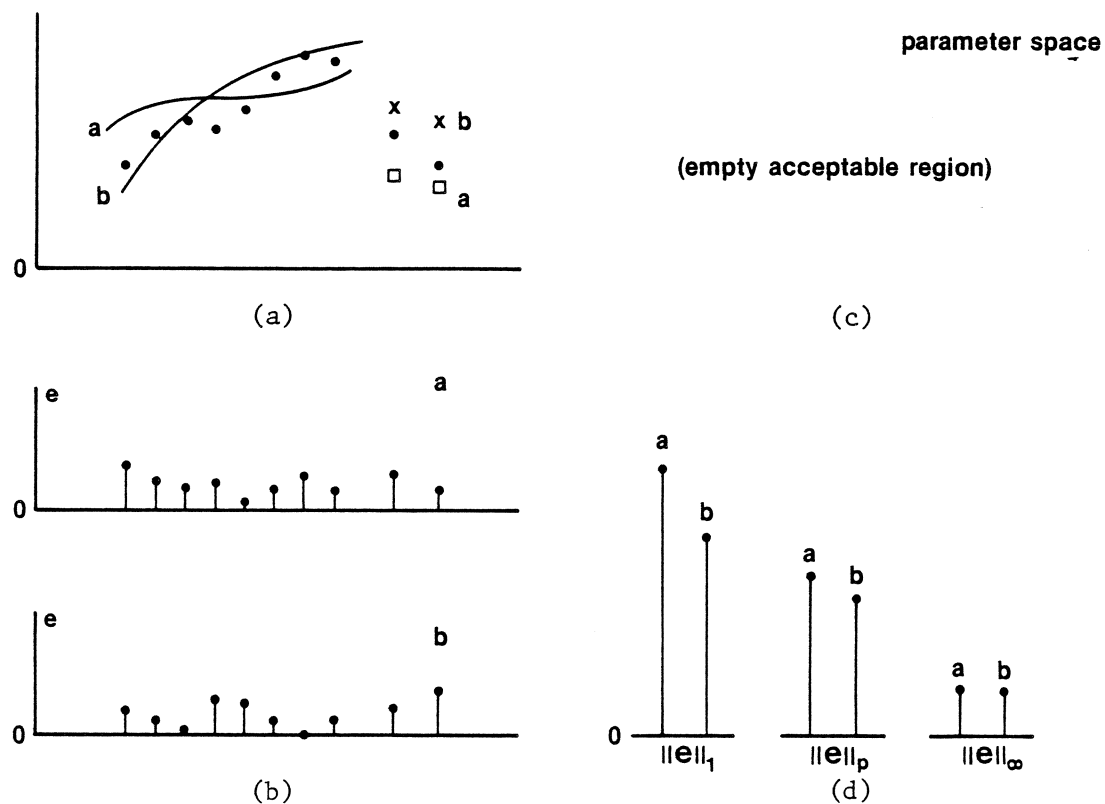 parameter space
a
x
x b
b
a
0
(empty acceptable region)
(a)
(c)
e
a
0
e
b
0
(b)
a
b
a
b
a
b
0
||e||₁
||e||ₚ
||e||∞
(d)